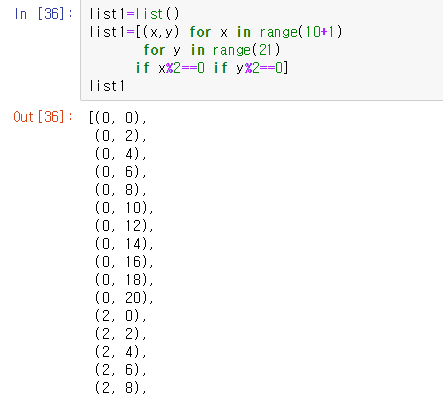 In [36]: list1=list()
list1=[(x,y) for x in range(10+1)
for y in range(21)
if x%2==0 if y%2==0]
list1
Out[36]: [(0, 0),
(0, 2),
(0, 4),
(0, 6),
(0, 8),
(0, 10),
(0, 12),
(0, 14),
(0, 16),
(0, 18),
(0, 20),
(2, 0),
(2, 2),
(2, 4),
(2, 6),
(2, 8),